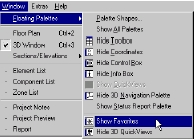 Window Extras Help
Floating Palettes
Floor Plan Ctrl+2
3D Window Ctrl+3
Sections/Elevations
Element List
Component List
Zone List
Project Notes
Project Preview
Report
Palette Shapes...
Show All Palettes
Hide Toolbox
Hide Coordinates
Hide Control Box
Hide Info Box
Show QuickViews
Hide 3D Navigation Palette
Show Status Report Palette
Show Favorites
Hide 3D QuickViews